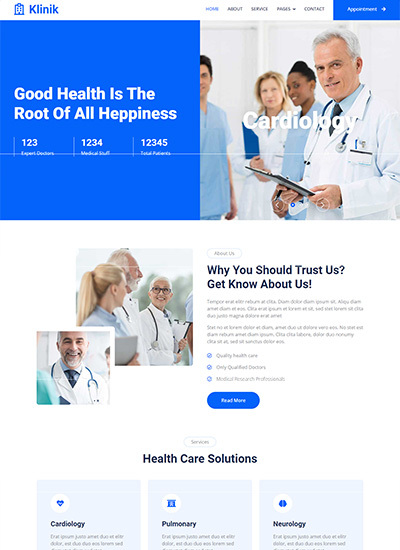 Klinik
HOME ABOUT SERVICE PAGES CONTACT
Appointment
Good Health Is The
Root Of All Heppiness
123 1234 12345
Expert Doctors Medical Stuff Total Patients
Cardiology
About Us
Why You Should Trust Us?
Get Know About Us!
Tempor erat elitr rebum at clita. Diam dolor diam ipsum sit. Aliqu diam
amet diam et eos. Clita erat ipsum et lorem et sit, sed stet lorem sit clita
duo justo magna dolore erat amet
Stet no et lorem dolor et diam, amet duo ut dolore vero eos. No stet est
diam rebum amet diam ipsum. Clita clita labore, dolor duo nonumy
clita sit at, sed sit sanctus dolor eos.
Quality health care
Only Qualified Doctors
Medical Research Professionals
Read More
Services
Health Care Solutions
Cardiology Pulmonary Neurology
Erat ipsum justo amet duo et elitr Erat ipsum justo amet duo et elitr Erat ipsum justo amet duo et elitr
dolor, est duo duo eos lorem sed dolor, est duo duo eos lorem sed dolor, est duo duo eos lorem sed